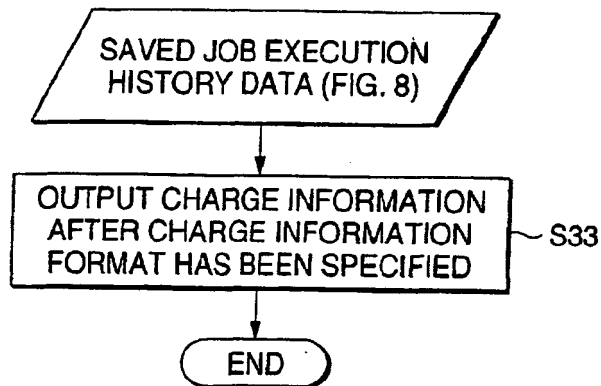 SAVED JOB EXECUTION
HISTORY DATA (FIG. 8)
OUTPUT CHARGE INFORMATION
AFTER CHARGE INFORMATION
FORMAT HAS BEEN SPECIFIED
S33
END